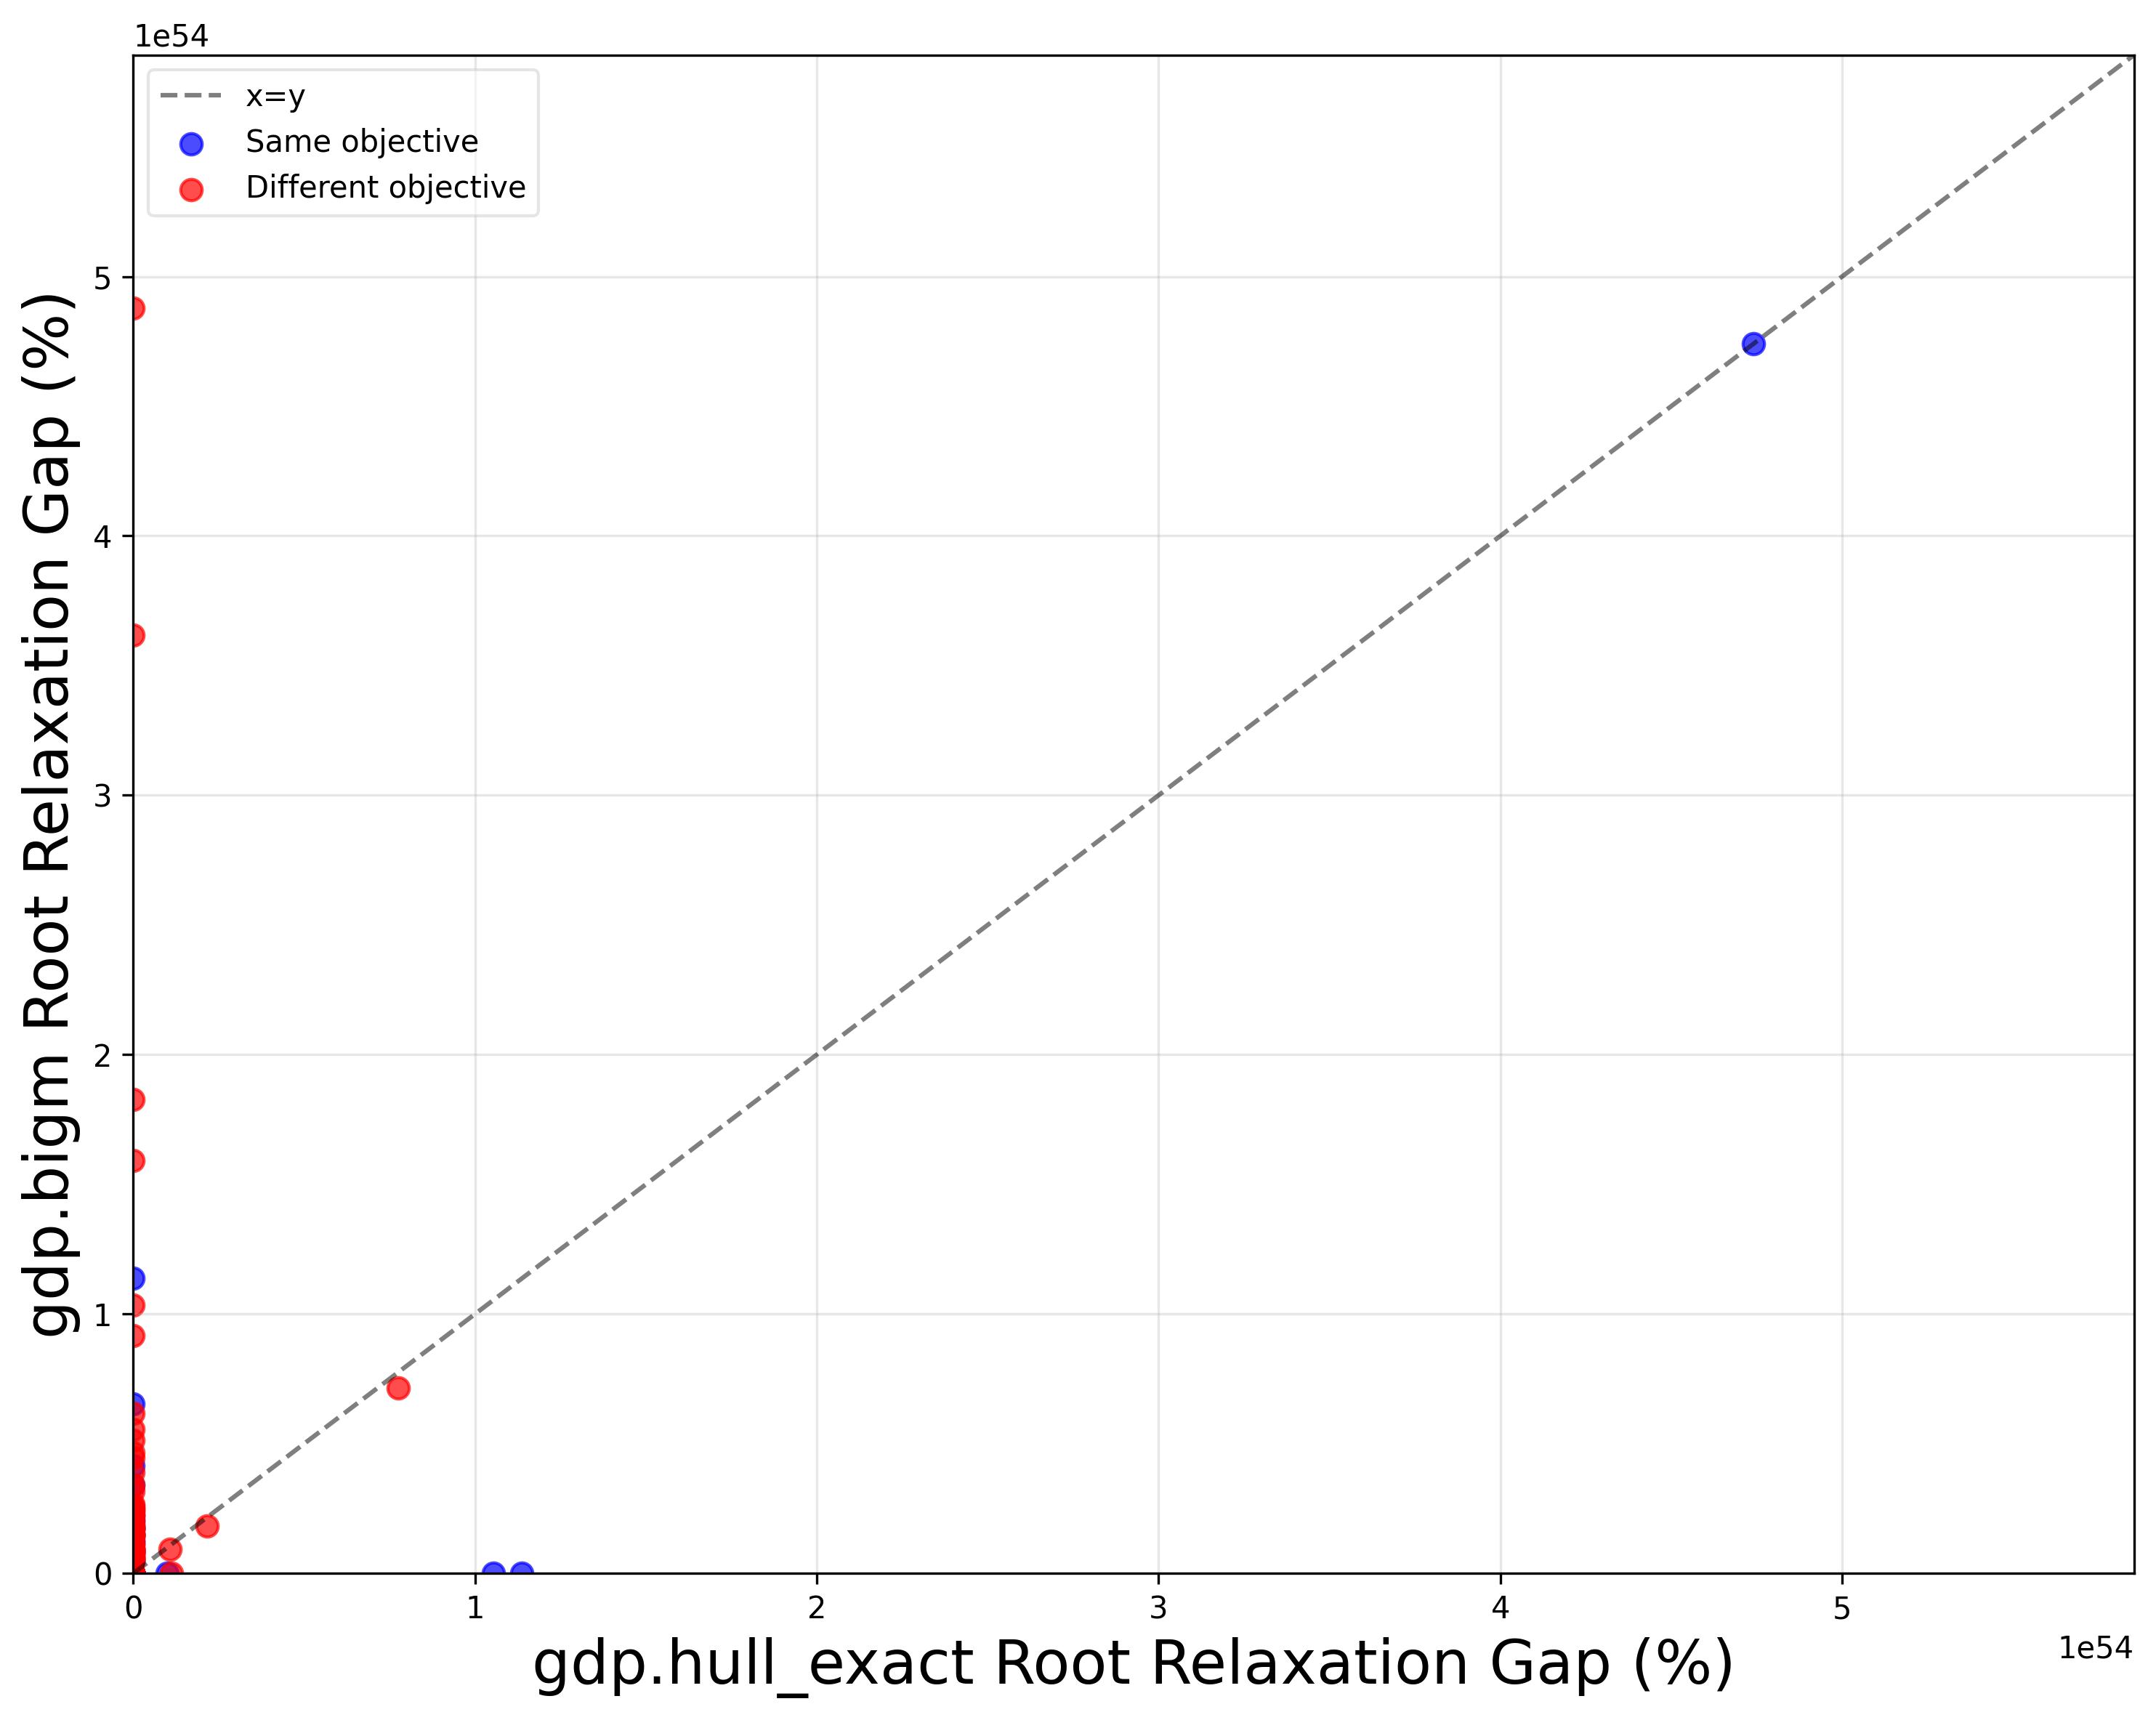 1e54
x=y
Same objective
Different objective
5
4
3
2
1
0
gdp.bigm Root Relaxation Gap (%)
0 1 2 3 4 5
1e54
gdp.hull_exact Root Relaxation Gap (%)